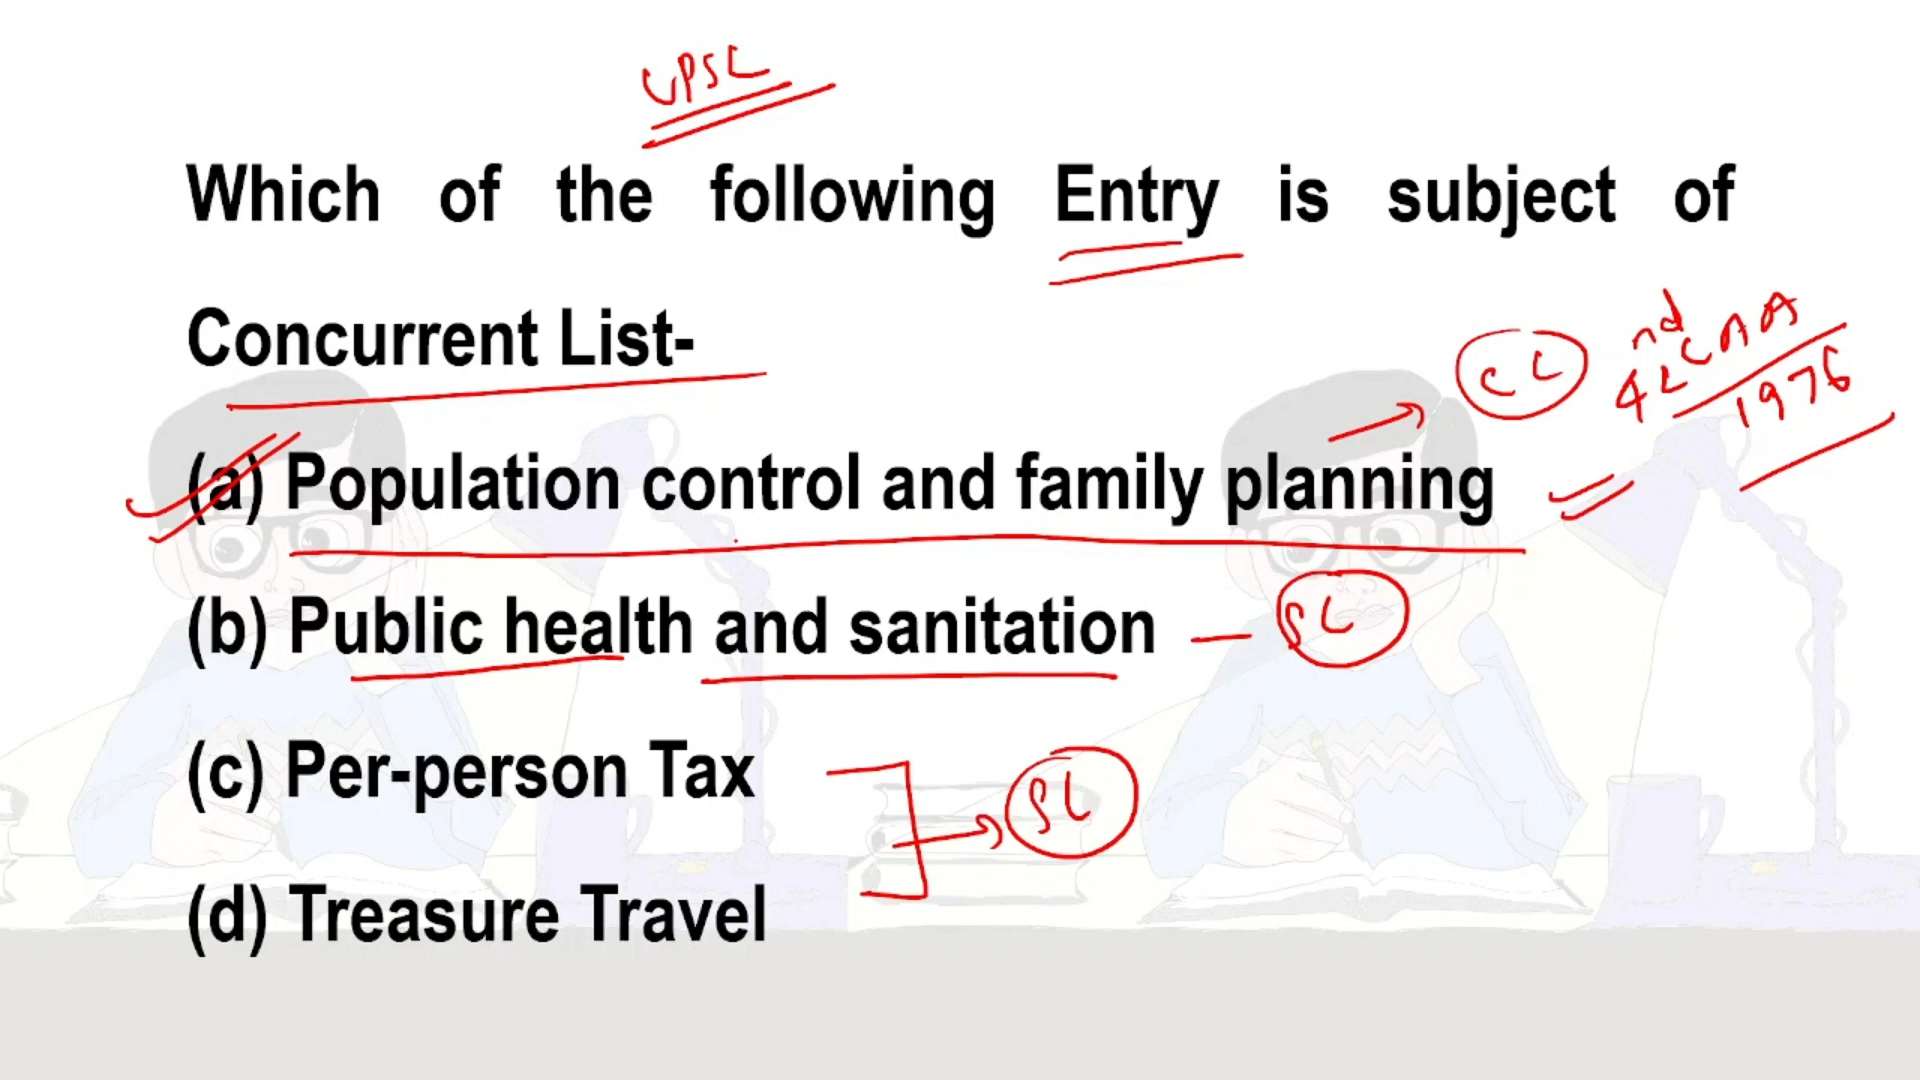 UPSC
Which of the following Entry is subject of
Concurrent List-
CL 42nd CAA
1976
(a) Population control and family planning
(b) Public health and sanitation – SL
(c) Per-person Tax
SL
(d) Treasure Travel